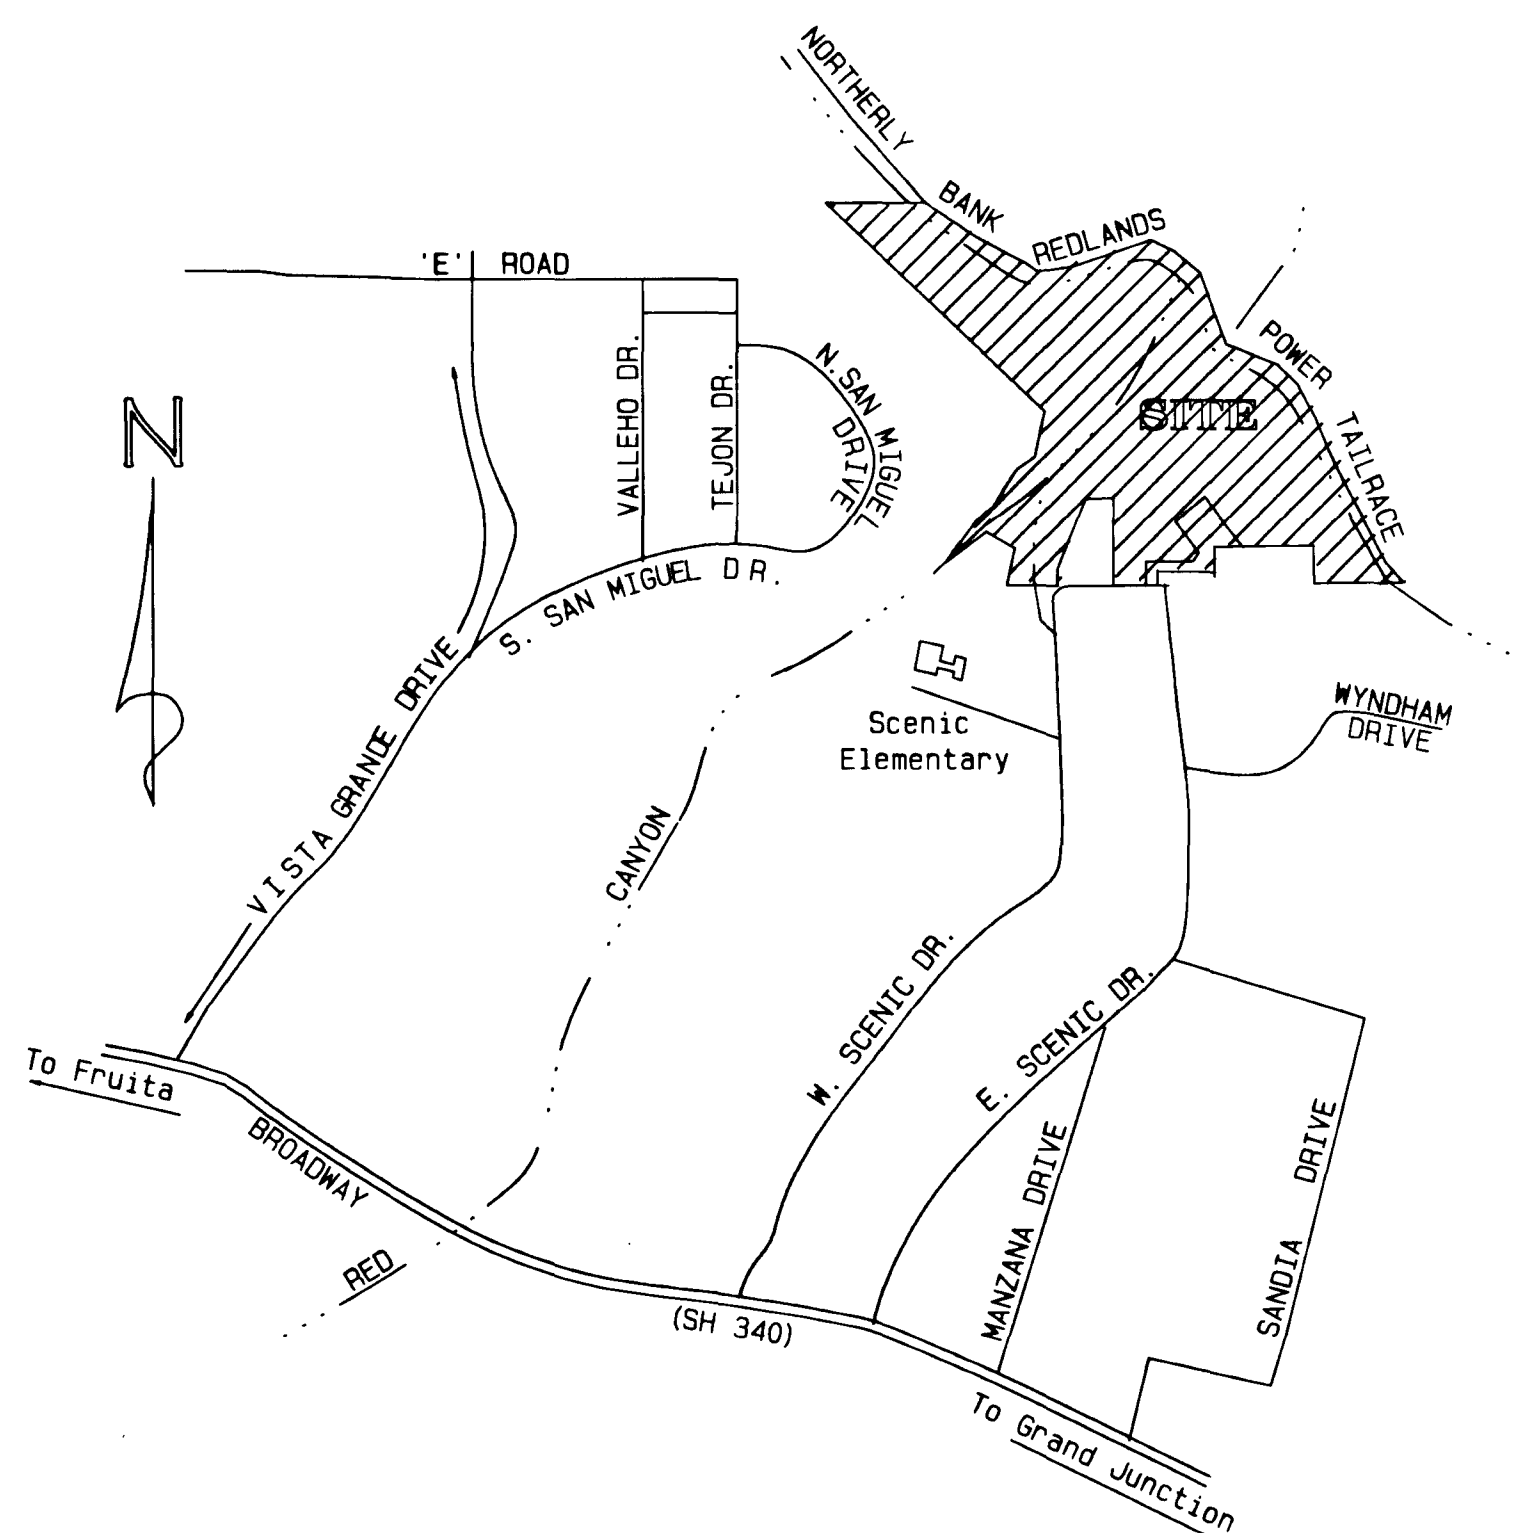 NORTHERLY
BANK
REDLANDS
POWER
TAILRACE
SITE
'E' ROAD
N
VALLEHO DR.
TEJON DR.
N. SAN MIGUEL
DRIVE
S. SAN MIGUEL DR.
VISTA GRANDE DRIVE
Scenic
Elementary
WYNDHAM
DRIVE
CANYON
W. SCENIC DR.
E. SCENIC DR.
To Fruita
BROADWAY
RED
(SH 340)
MANZANA DRIVE
SANDIA DRIVE
To Grand Junction